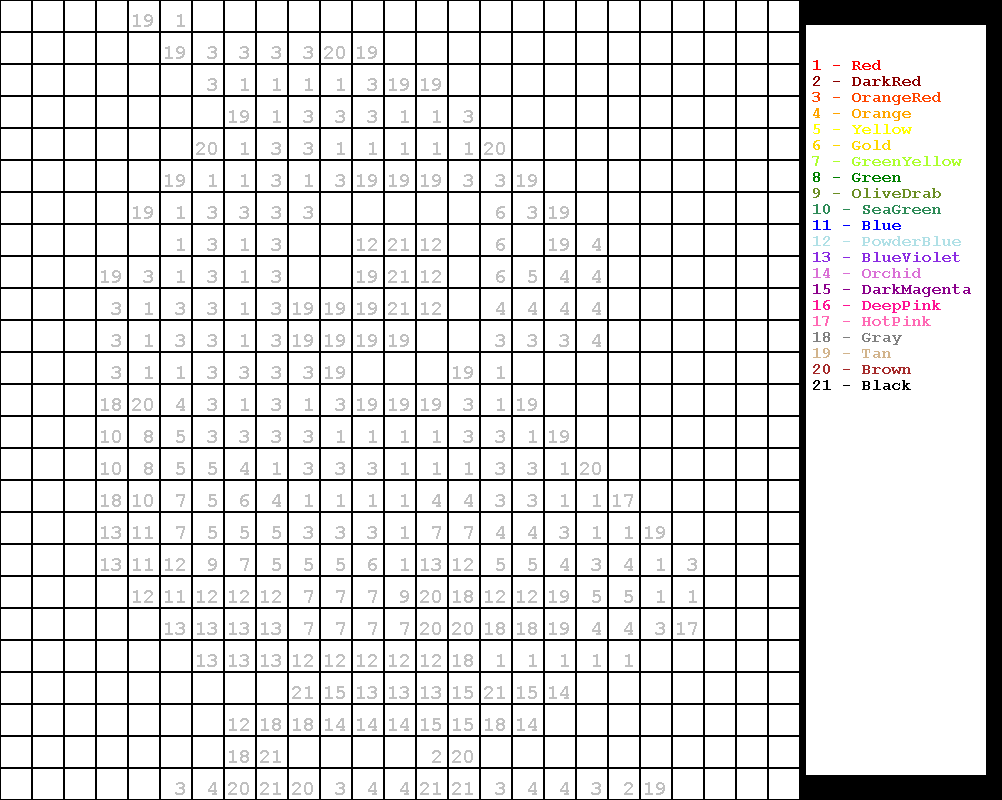 19 1
19 3 3 3 3 20 19
3 1 1 1 1 3 19 19
19 1 3 3 3 1 1 3
20 1 3 3 1 1 1 1 1 20
19 1 1 3 1 3 19 19 19 3 3 19
19 1 3 3 3 3 6 3 19
1 3 1 3 12 21 12 6 19 4
19 3 1 3 1 3 19 21 12 6 5 4 4
3 1 3 3 1 3 19 19 19 21 12 4 4 4 4
3 1 3 3 1 3 19 19 19 19 3 3 3 4
3 1 1 3 3 3 3 19 19 1
18 20 4 3 1 3 1 3 19 19 19 3 1 19
10 8 5 3 3 3 3 1 1 1 1 3 3 1 19
10 8 5 5 4 1 3 3 3 1 1 1 3 3 1 20
18 10 7 5 6 4 1 1 1 1 4 4 3 3 1 1 17
13 11 7 5 5 5 3 3 3 1 7 7 4 4 3 1 1 19
13 11 12 9 7 5 5 5 6 1 13 12 5 5 4 3 4 1 3
12 11 12 12 12 7 7 7 9 20 18 12 12 19 5 5 1 1
13 13 13 13 7 7 7 7 20 20 18 18 19 4 4 3 17
13 13 13 12 12 12 12 12 18 1 1 1 1 1
21 15 13 13 13 15 21 15 14
12 18 18 14 14 14 15 15 18 14
18 21 2 20
3 4 20 21 20 3 4 4 21 21 3 4 4 3 2 19
1 - Red
2 - DarkRed
3 - OrangeRed
4 - Orange
5 - Yellow
6 - Gold
7 - GreenYellow
8 - Green
9 - OliveDrab
10 - SeaGreen
11 - Blue
12 - PowderBlue
13 - BlueViolet
14 - Orchid
15 - DarkMagenta
16 - DeepPink
17 - HotPink
18 - Gray
19 - Tan
20 - Brown
21 - Black